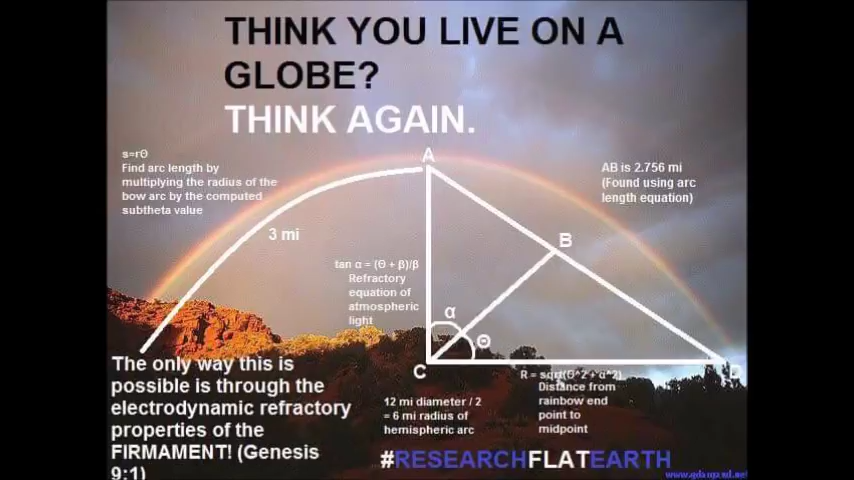 THINK YOU LIVE ON A
GLOBE?
THINK AGAIN.
s=rΘ
Find arc length by
multiplying the radius of the
bow arc by the computed
subtheta value
A
AB is 2.756 mi
(Found using arc
length equation)
3 mi
B
tan α = (Θ + β)/β
Refractory
equation of
atmospheric
light
α
Θ
C
D
The only way this is
possible is through the
electrodynamic refractory
properties of the
FIRMAMENT! (Genesis
9:1)
12 mi diameter / 2
= 6 mi radius of
hemispheric arc
R = sqrt(Θ^2 + α^2)
Distance from
rainbow end
point to
midpoint
#RESEARCHFLATEARTH